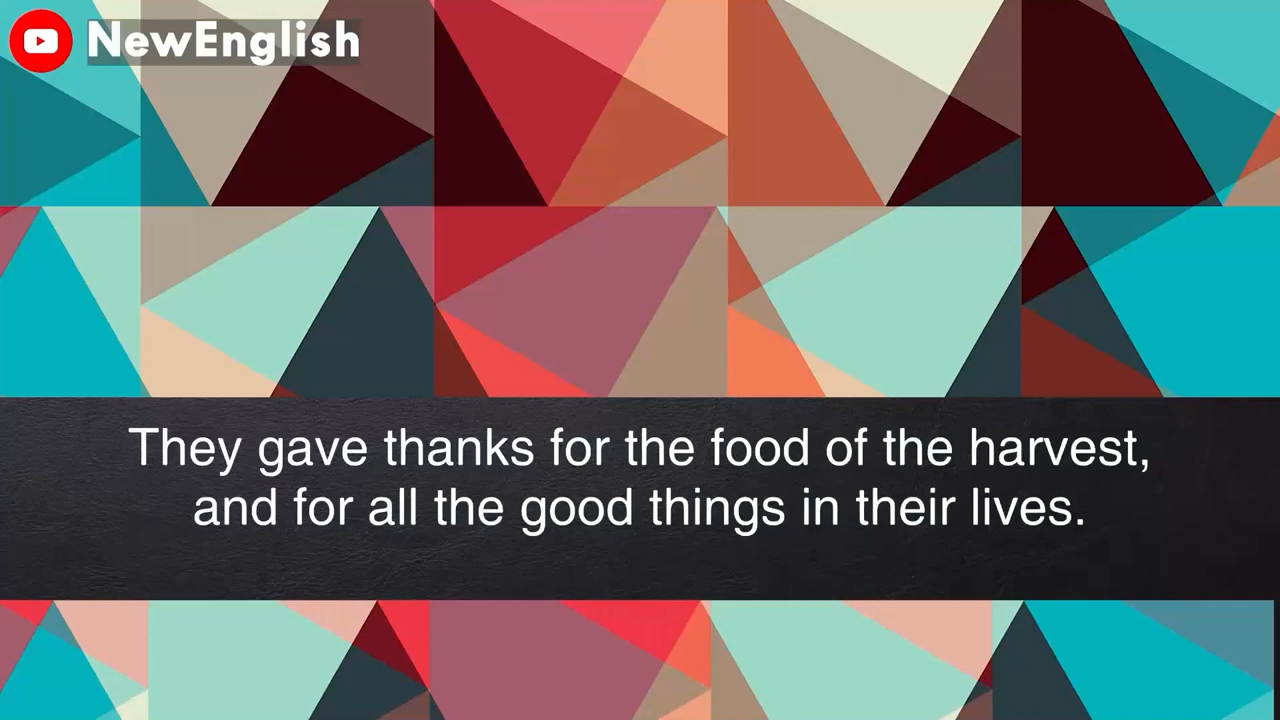 NewEnglish
They gave thanks for the food of the harvest,
and for all the good things in their lives.